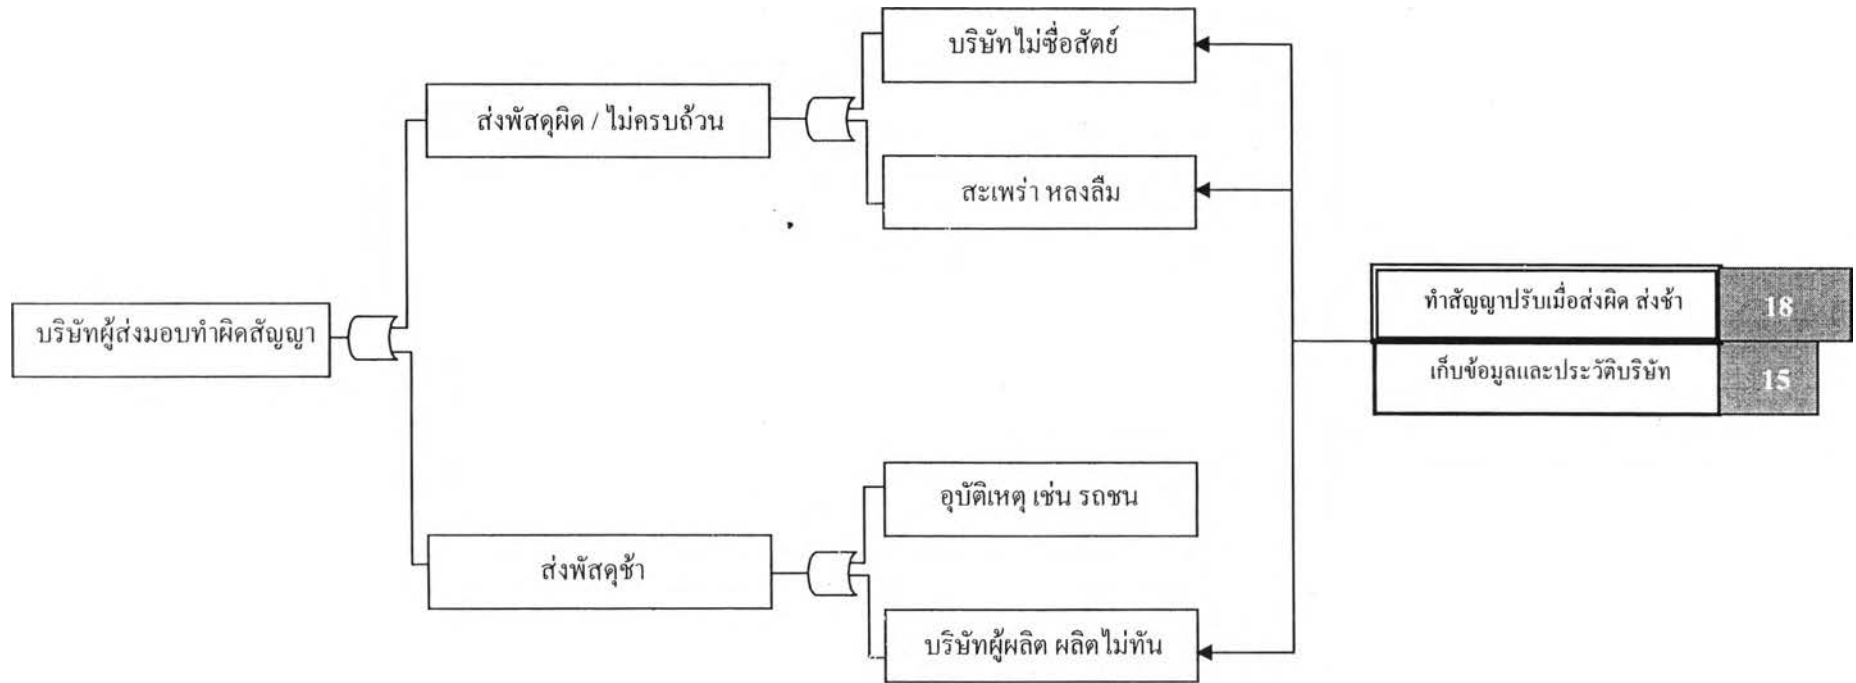 บริษัทไม่ซื่อสัตย์
ส่งพัสดุผิด / ไม่ครบถ้วน
สะเพร่า หลงลืม
บริษัทผู้ส่งมอบทำผิดสัญญา
ทำสัญญาปรับเมื่อส่งผิด ส่งช้า
18
เก็บข้อมูลและประวัติบริษัท
15
อุบัติเหตุ เช่น รถชน
ส่งพัสดุช้า
บริษัทผู้ผลิต ผลิตไม่ทัน